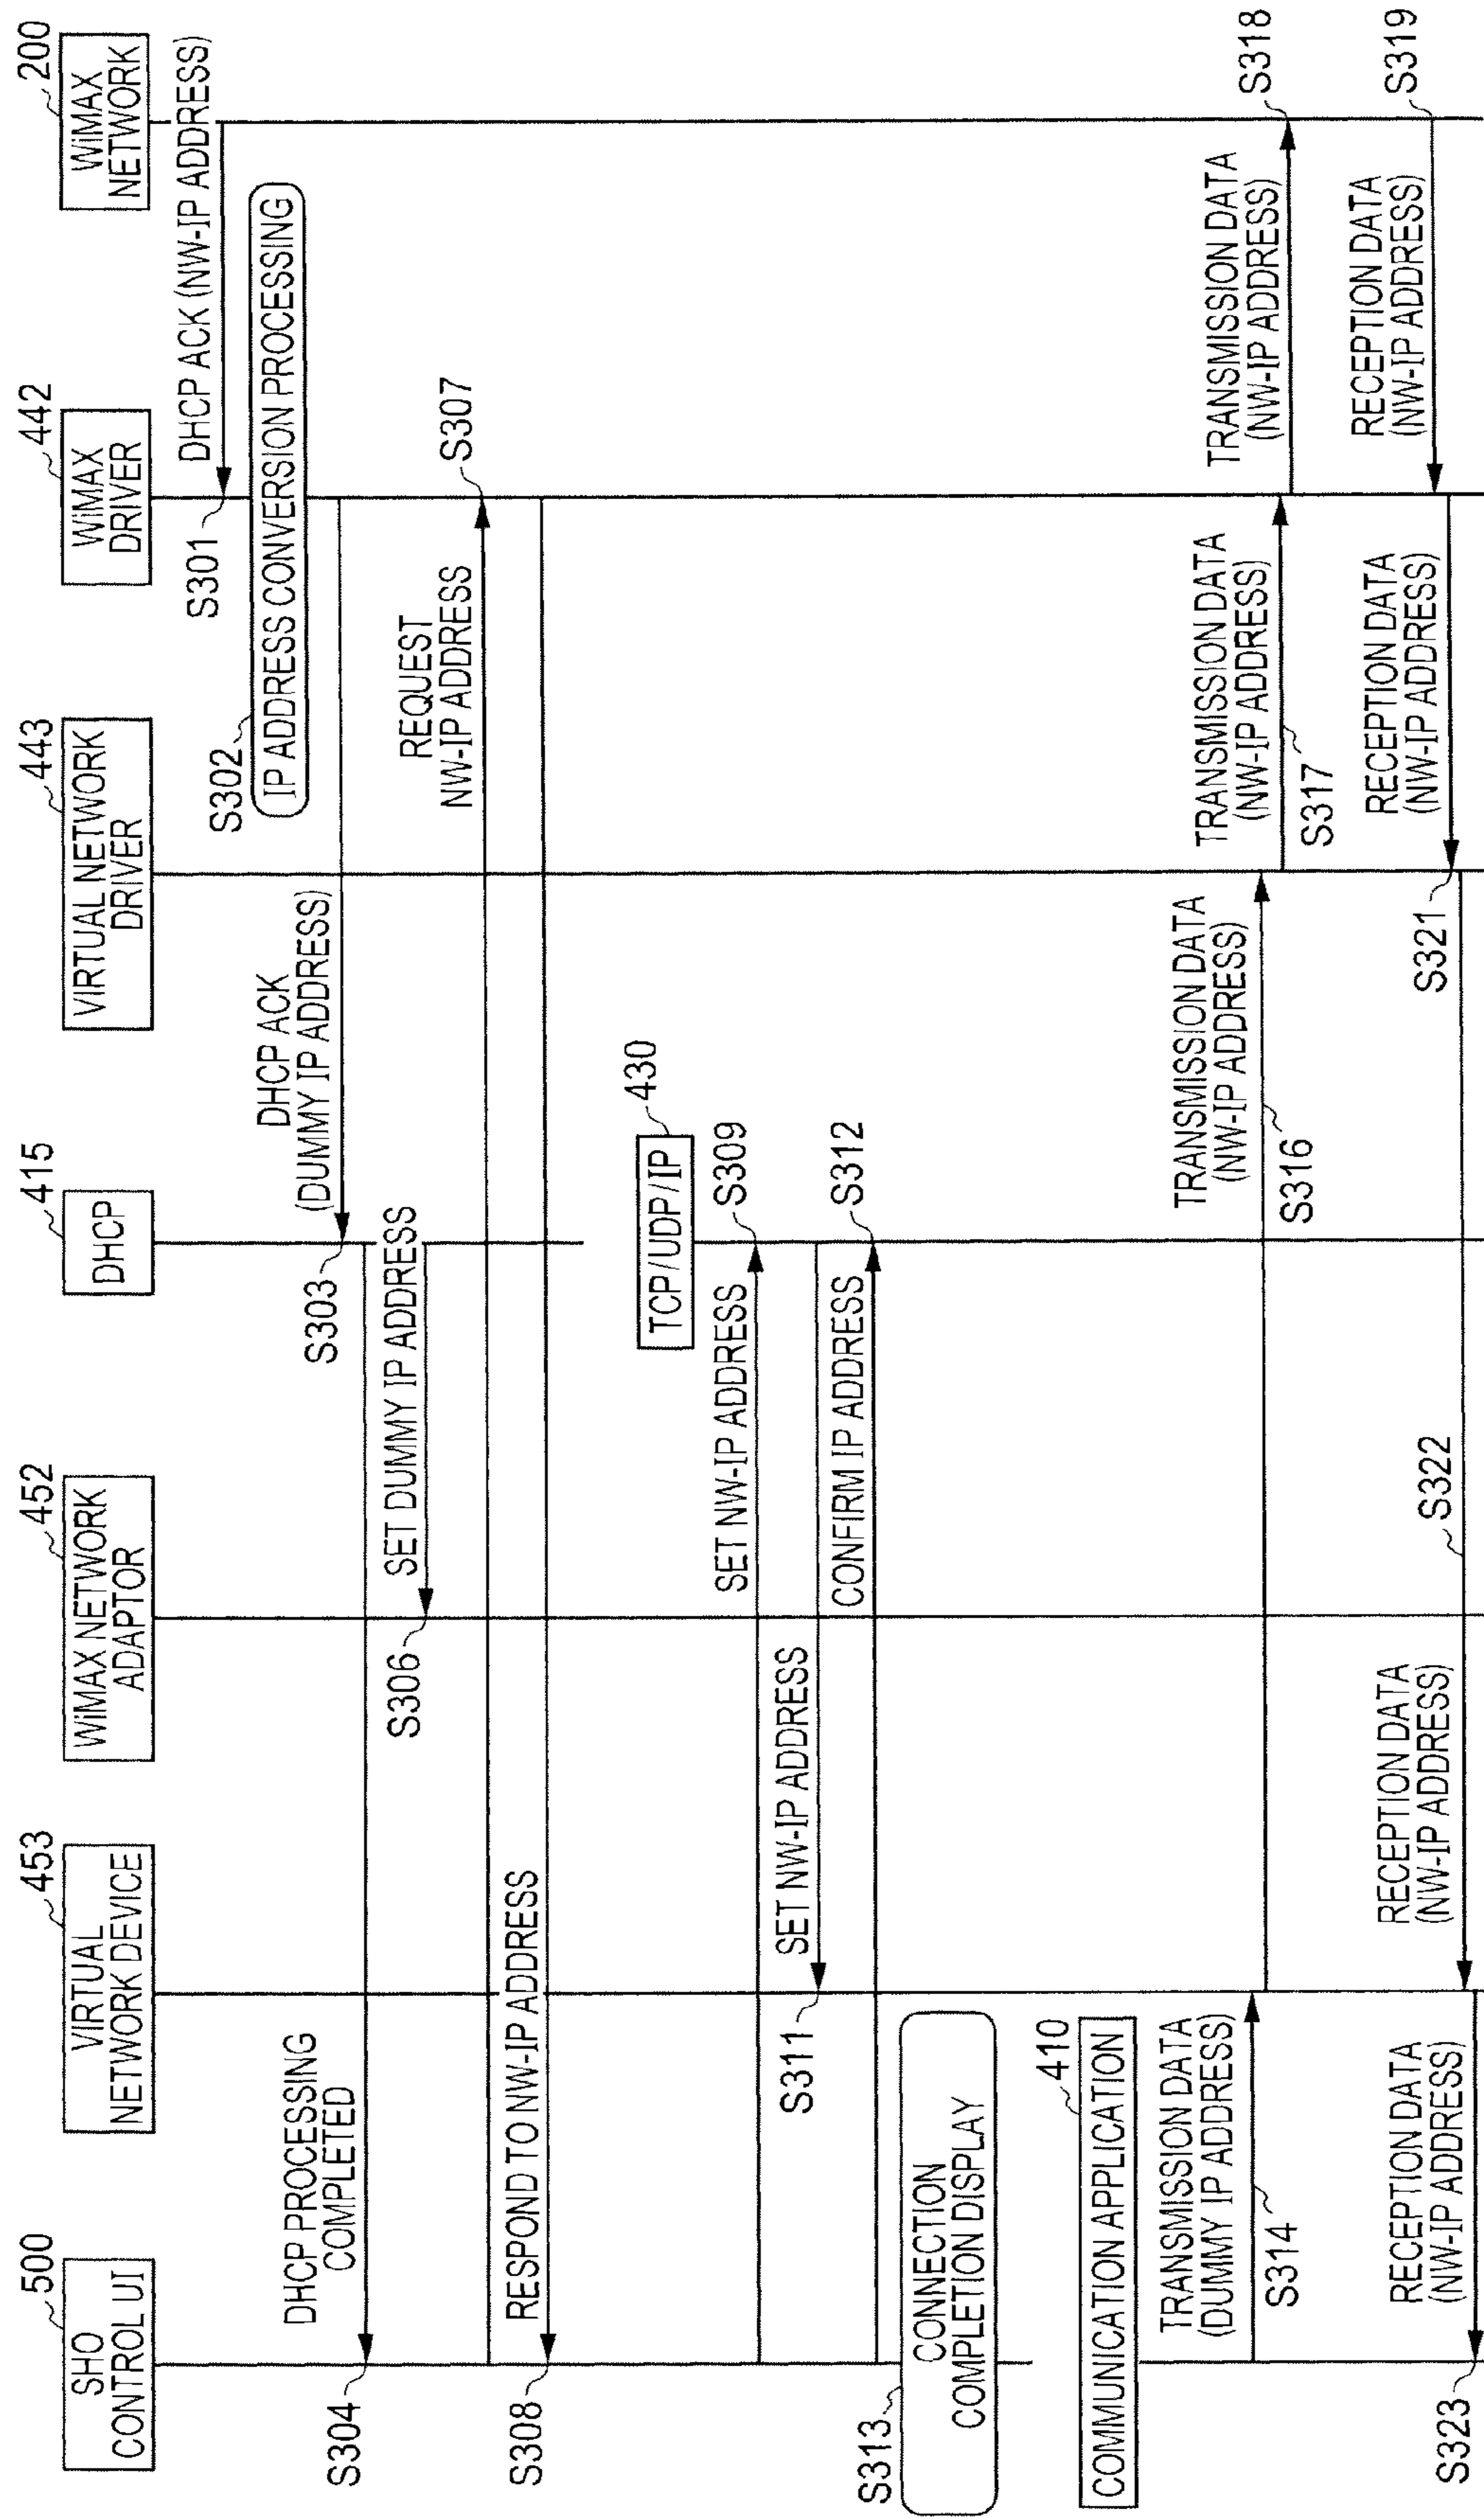 SHO
CONTROL UI
500
VIRTUAL
NETWORK DEVICE
453
WiMAX NETWORK
ADAPTOR
452
DHCP
415
VIRTUAL NETWORK
DRIVER
443
WiMAX
DRIVER
442
WiMAX
NETWORK
200
DHCP ACK (NW-IP ADDRESS)
S301
S302
IP ADDRESS CONVERSION PROCESSING
DHCP ACK
(DUMMY IP ADDRESS)
S303
DHCP PROCESSING
COMPLETED
S304
SET DUMMY IP ADDRESS
S306
REQUEST
NW-IP ADDRESS
S307
RESPOND TO NW-IP ADDRESS
S308
TCP/UDP/IP
430
SET NW-IP ADDRESS
S309
SET NW-IP ADDRESS
S311
CONFIRM IP ADDRESS
S312
S313
CONNECTION
COMPLETION DISPLAY
COMMUNICATION APPLICATION
410
TRANSMISSION DATA
(DUMMY IP ADDRESS)
S314
TRANSMISSION DATA
(NW-IP ADDRESS)
S316
TRANSMISSION DATA
(NW-IP ADDRESS)
S317
TRANSMISSION DATA
(NW-IP ADDRESS)
S318
RECEPTION DATA
(NW-IP ADDRESS)
S319
RECEPTION DATA
(NW-IP ADDRESS)
S321
RECEPTION DATA
(NW-IP ADDRESS)
S322
RECEPTION DATA
(NW-IP ADDRESS)
S323